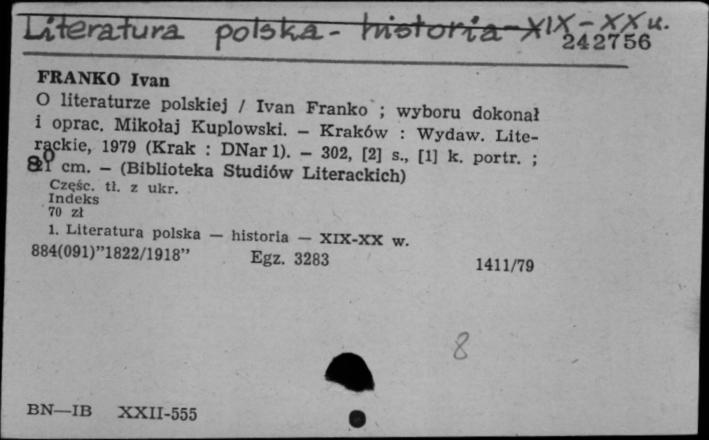 Literatura polska - historia - XIX - XX w.
242756
FRANKO Ivan
O literaturze polskiej / Ivan Franko ; wyboru dokonał
i oprac. Mikołaj Kuplowski. — Kraków : Wydaw. Lite-
rackie, 1979 (Krak : DNar 1). — 302, [2] s., [1] k. portr. ;
cm. — (Biblioteka Studiów Literackich)
Częśc. tł. z ukr.
Indeks
70 zł
1. Literatura polska — historia — XIX-XX w.
884(091)"1822/1918" Egz. 3283 1411/79
8
BN—IB XXII-555